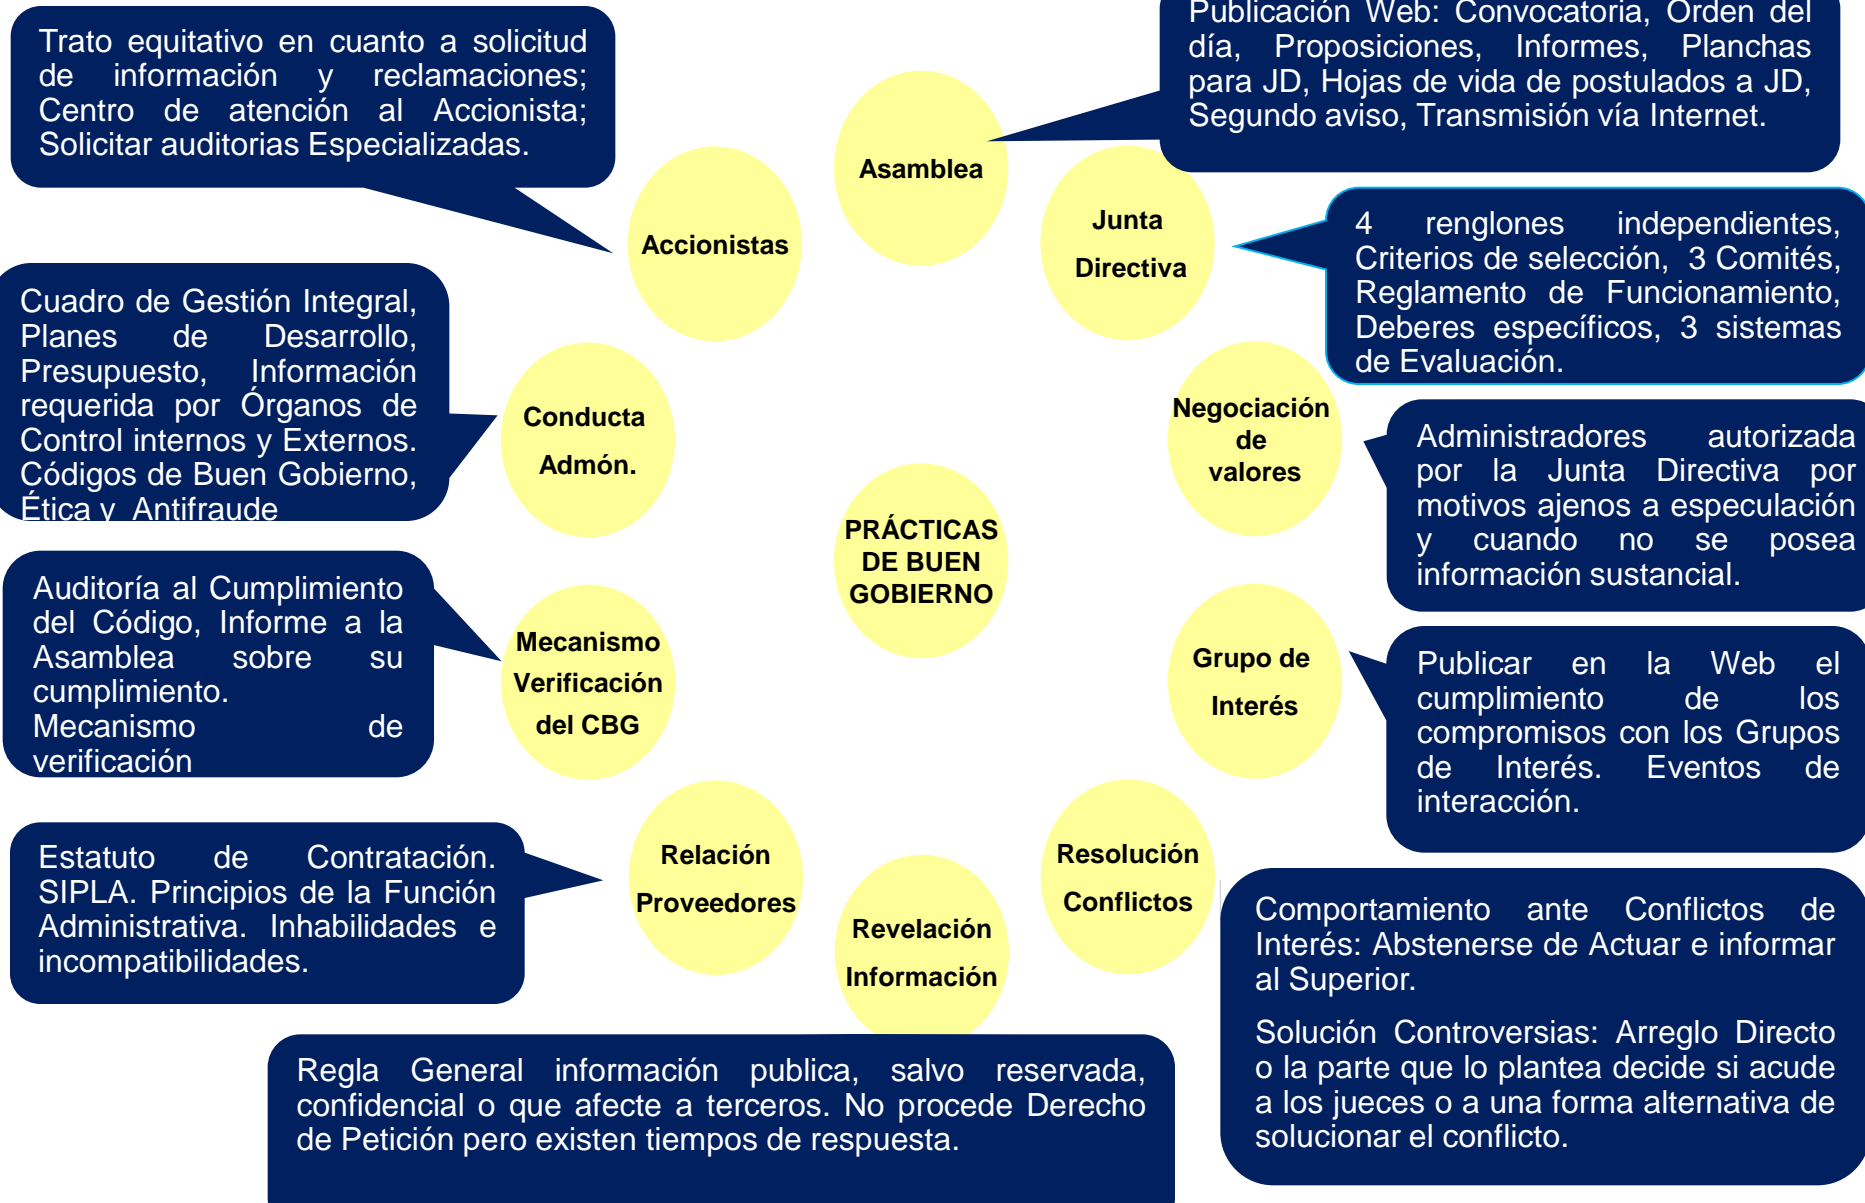 Trato equitativo en cuanto a solicitud
de información y reclamaciones;
Centro de atención al Accionista;
Solicitar auditorias Especializadas.
Publicación Web: Convocatoria, Orden del
día, Proposiciones, Informes, Planchas
para JD, Hojas de vida de postulados a JD,
Segundo aviso, Transmisión vía Internet.
Asamblea
Accionistas
Junta
Directiva
4 renglones independientes,
Criterios de selección, 3 Comités,
Reglamento de Funcionamiento,
Deberes específicos, 3 sistemas
de Evaluación.
Cuadro de Gestión Integral,
Planes de Desarrollo,
Presupuesto, Información
requerida por Órganos de
Control internos y Externos.
Códigos de Buen Gobierno,
Ética y Antifraude
Conducta
Admón.
Negociación
de
valores
Administradores autorizada
por la Junta Directiva por
motivos ajenos a especulación
y cuando no se posea
información sustancial.
PRÁCTICAS
DE BUEN
GOBIERNO
Auditoría al Cumplimiento
del Código, Informe a la
Asamblea sobre su
cumplimiento.
Mecanismo de
verificación
Mecanismo
Verificación
del CBG
Grupo de
Interés
Publicar en la Web el
cumplimiento de los
compromisos con los Grupos
de Interés. Eventos de
interacción.
Estatuto de Contratación.
SIPLA. Principios de la Función
Administrativa. Inhabilidades e
incompatibilidades.
Relación
Proveedores
Revelación
Información
Resolución
Conflictos
Comportamiento ante Conflictos de
Interés: Abstenerse de Actuar e informar
al Superior.
Solución Controversias: Arreglo Directo
o la parte que lo plantea decide si acude
a los jueces o a una forma alternativa de
solucionar el conflicto.
Regla General información publica, salvo reservada,
confidencial o que afecte a terceros. No procede Derecho
de Petición pero existen tiempos de respuesta.